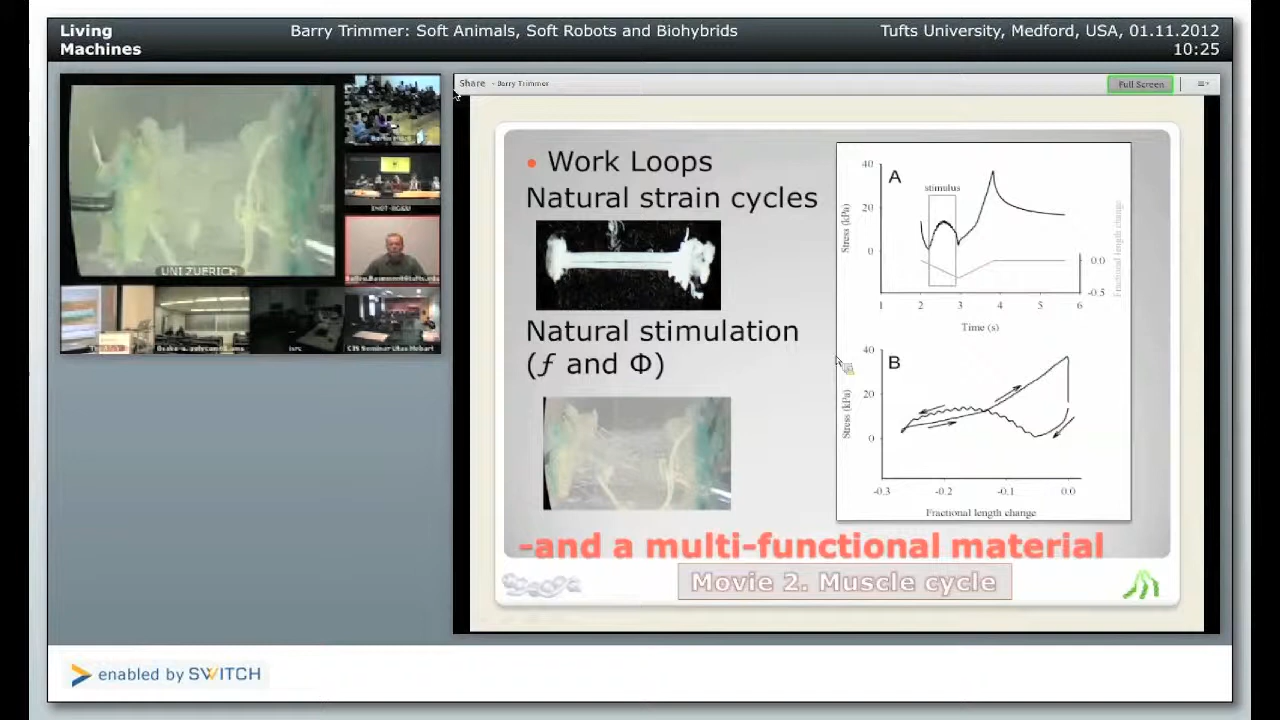 Living
Machines
Barry Trimmer: Soft Animals, Soft Robots and Biohybrids
Tufts University, Medford, USA, 01.11.2012
10:25
Share - Barry Trimmer
Full Screen
UNI ZUERICH
• Work Loops
Natural strain cycles
Natural stimulation
(ƒ and Φ)
A
stimulus
40
20
0
Stress (kPa)
0.0
-0.5
Fractional length change
1 2 3 4 5 6
Time (s)
B
40
20
0
Stress (kPa)
-0.3 -0.2 -0.1 0.0
Fractional length change
-and a multi-functional material
Movie 2. Muscle cycle
enabled by SWITCH